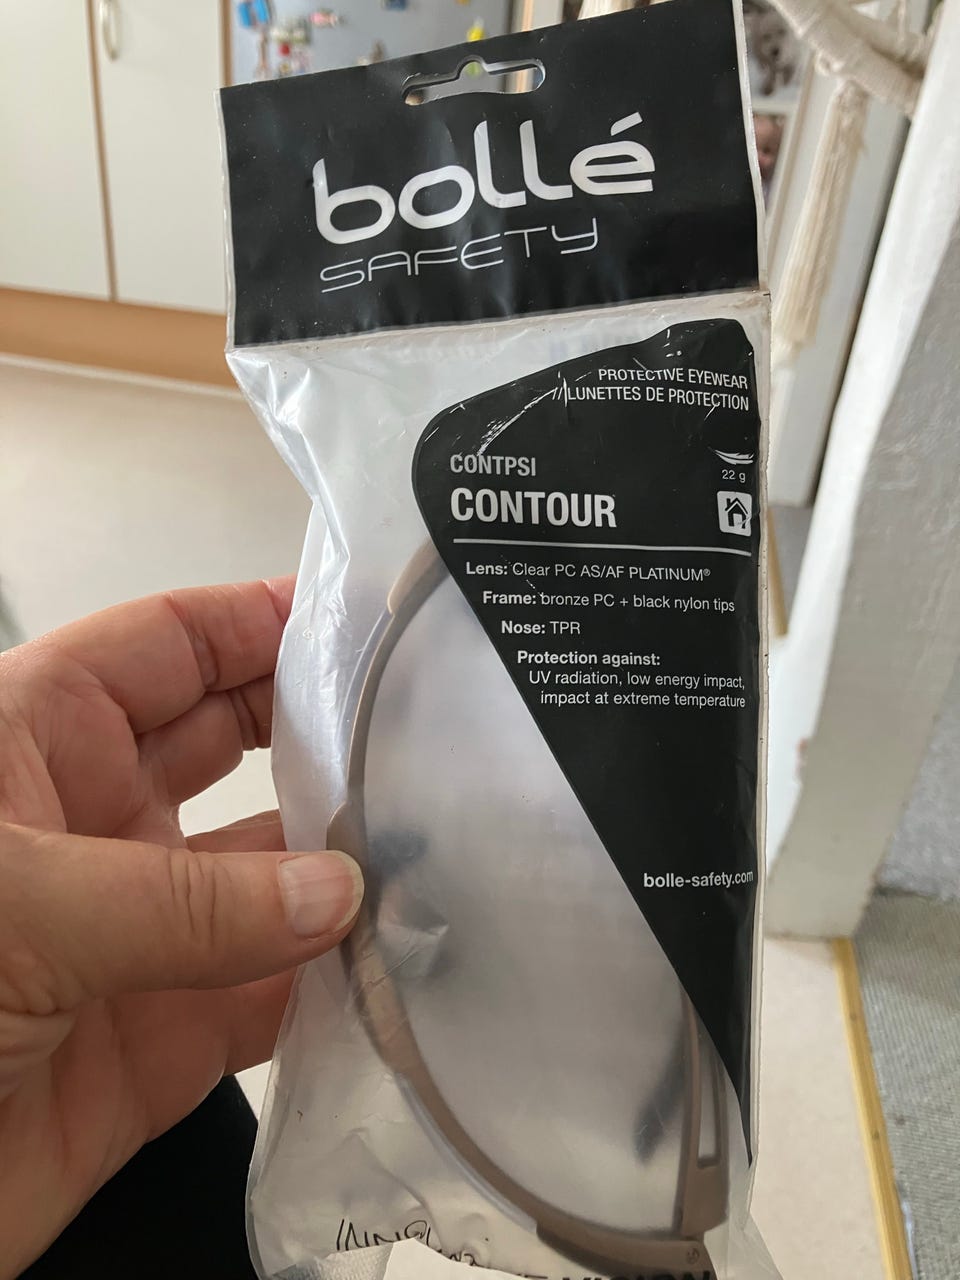 bollé
SAFETY
PROTECTIVE EYEWEAR
//LUNETTES DE PROTECTION
CONTPSI
22 g
CONTOUR
Lens: Clear PC AS/AF PLATINUM®
Frame: bronze PC + black nylon tips
Nose: TPR
Protection against:
UV radiation, low energy impact,
impact at extreme temperature
bolle-safety.com